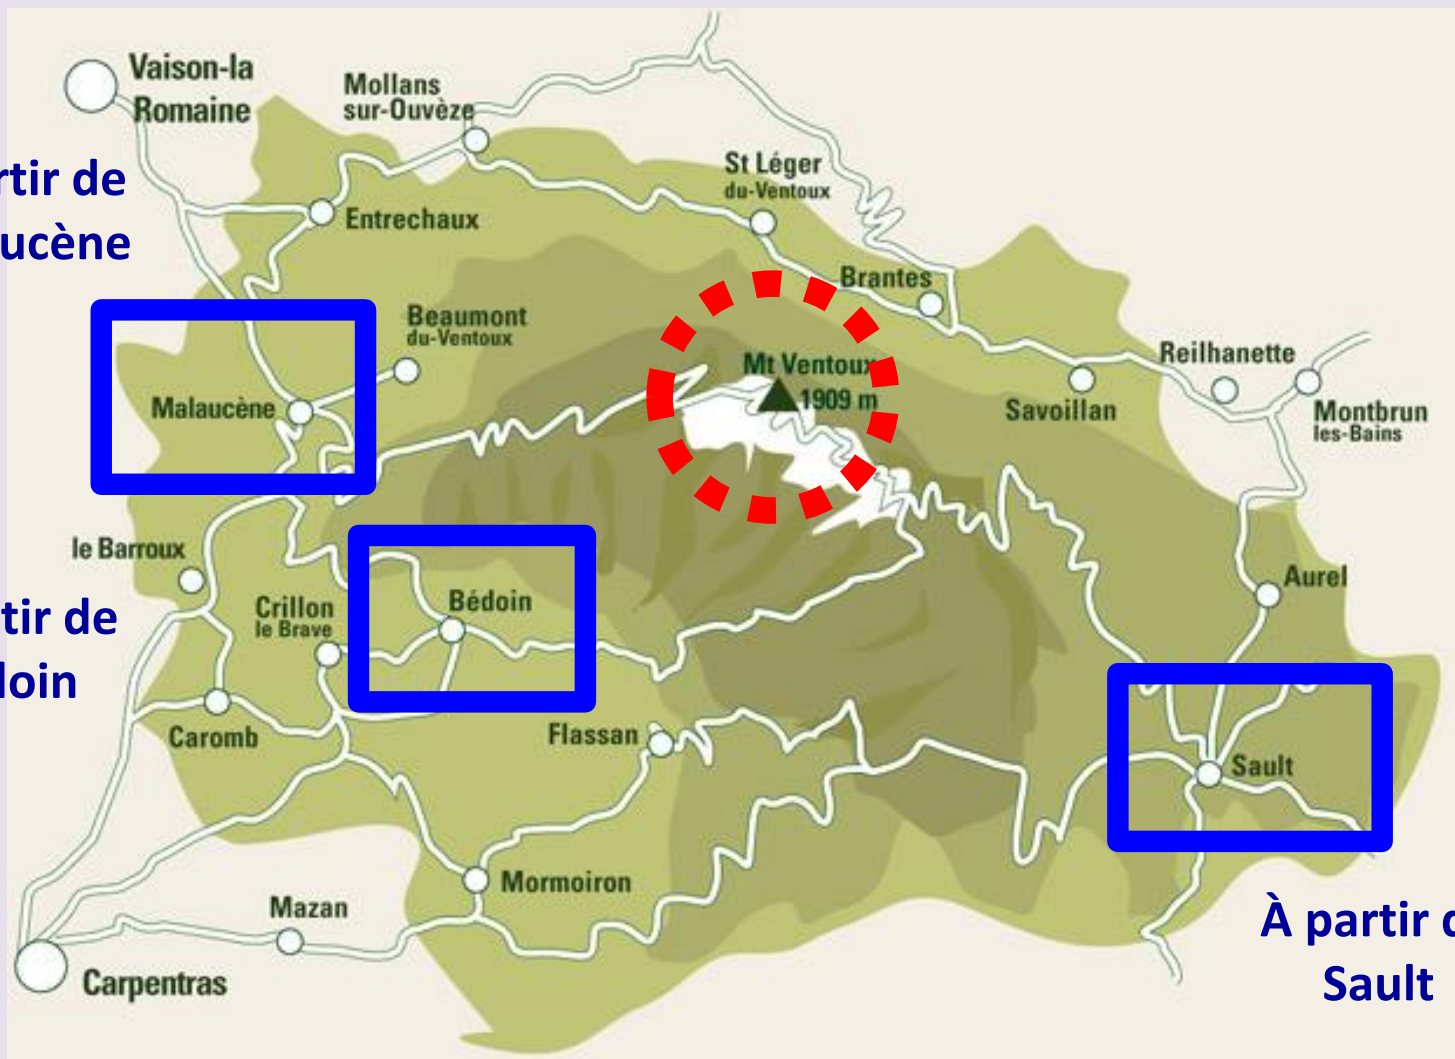 Vaison-la
Romaine
Mollans
sur-Ouvèze
St Léger
du-Ventoux
rtir de
ucène
Entrechaux
Brantes
Beaumont
du-Ventoux
Mt Ventoux
1909 m
Reilhanette
Malaucène
Savoillan
Montbrun
les-Bains
le Barroux
Aurel
Crillon
le Brave
Bédoin
tir de
loin
Caromb
Flassan
Sault
Mormoiron
Mazan
Carpentras
À partir d
Sault